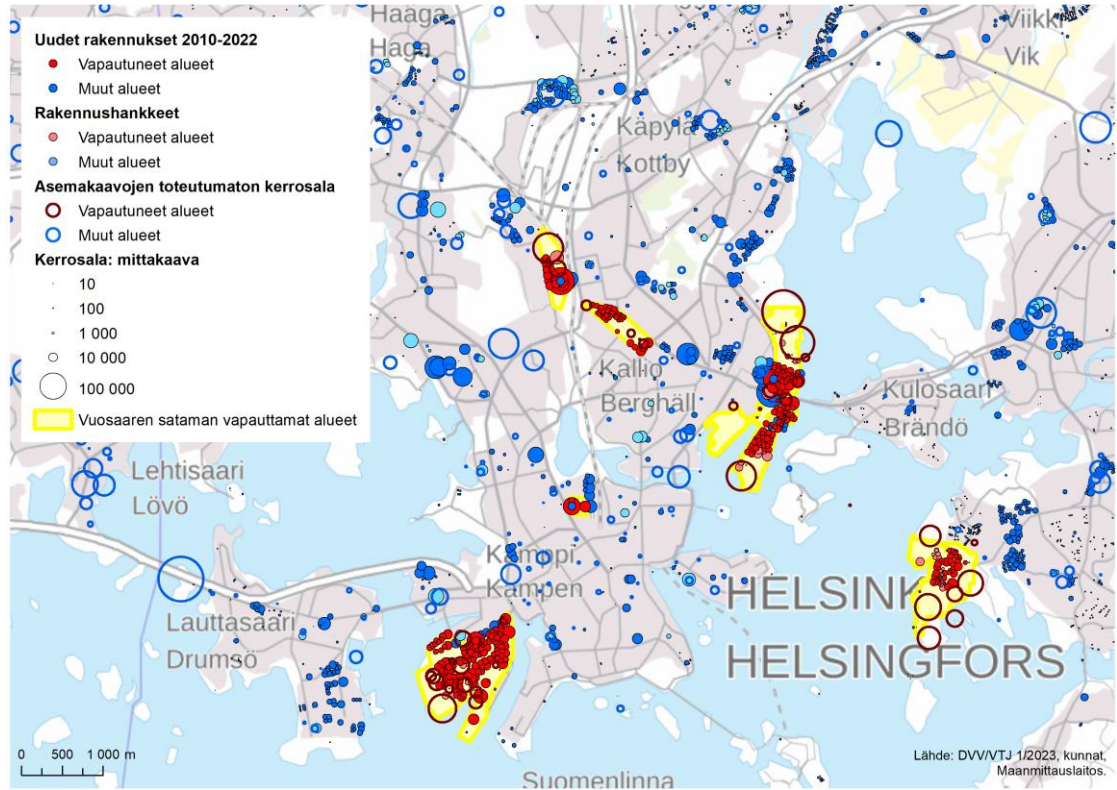 Uudet rakennukset 2010-2022
Vapautuneet alueet
Muut alueet
Rakennushankkeet
Vapautuneet alueet
Muut alueet
Asemakaavojen toteutumaton kerrosala
Vapautuneet alueet
Muut alueet
Kerrosala: mittakaava
10
100
1 000
10 000
100 000
Vuosaaren sataman vapauttamat alueet
Haaga
Haga
Viikki
Vik
Käpylä
Kottby
Kallio
Berghäll
Kulosaari
Brändö
Lehtisaari
Lövö
Kamppi
Kampen
Lauttasaari
Drumsö
HELSINK
HELSINGFORS
Suomenlinna
0 500 1 000 m
Lähde: DVV/VTJ 1/2023, kunnat,
Maanmittauslaitos.